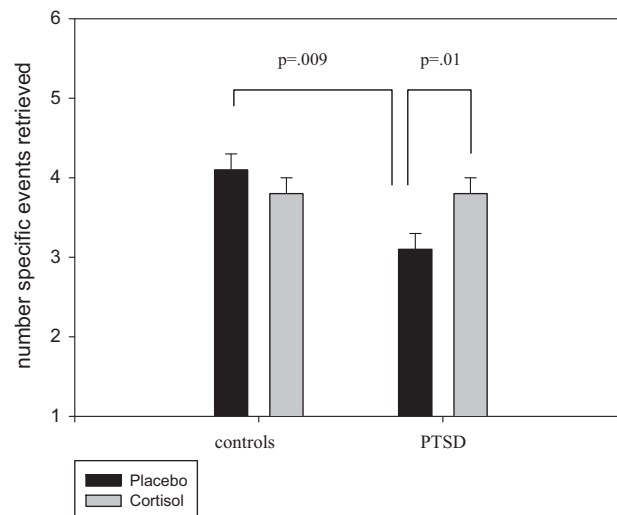 6
p=.009 p=.01
5
4
3
2
1
number specific events retrieved
controls PTSD
Placebo
Cortisol